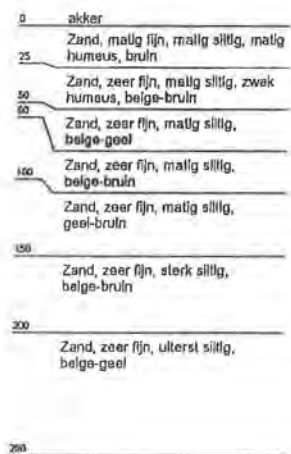 0 akker
Zand, matig fijn, matig siltig, matig
humeus, bruin
25
Zand, zeer fijn, matig siltig, zwak
humeus, beige-bruin
50
60
Zand, zeer fijn, matig siltig,
beige-geel
100
Zand, zeer fijn, matig siltig,
beige-bruin
Zand, zeer fijn, matig siltig,
geel-bruin
150
Zand, zeer fijn, sterk siltig,
beige-bruin
200
Zand, zeer fijn, uiterst siltig,
beige-geel
250